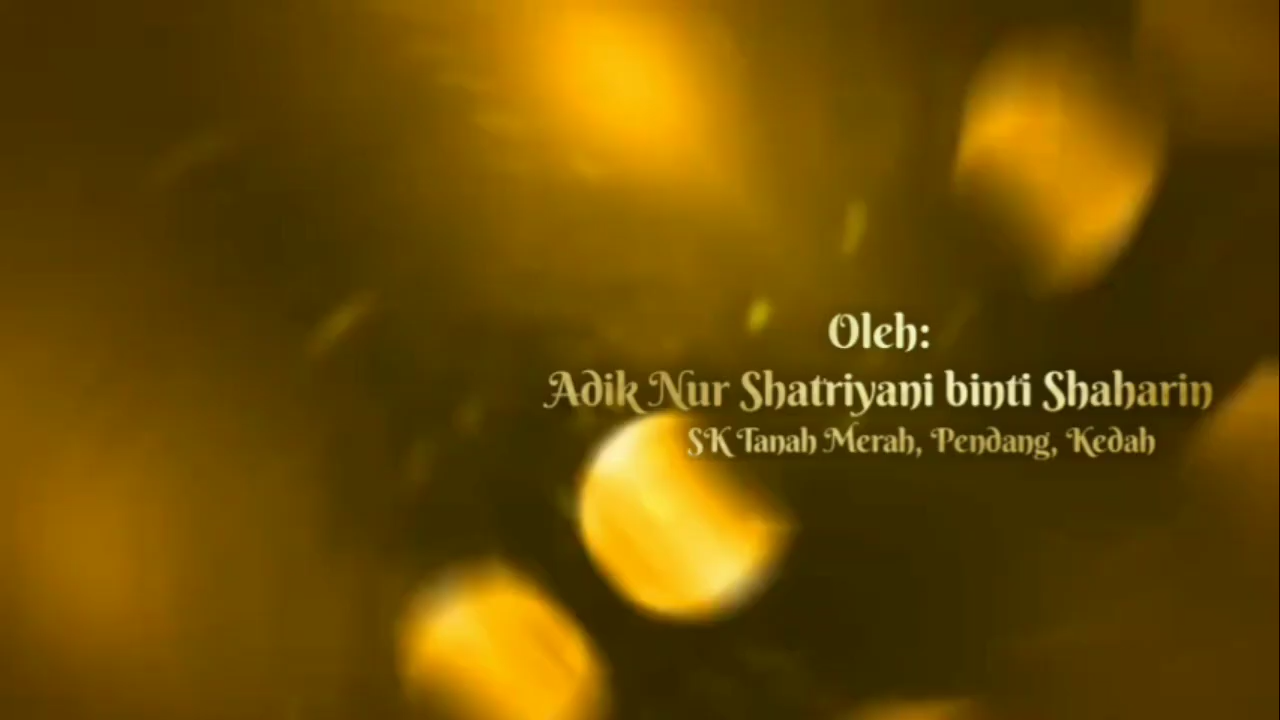 Oleh:
Adik Nur Shatriyani binti Shaharin
SK Tanah Merah, Pendang, Kedah